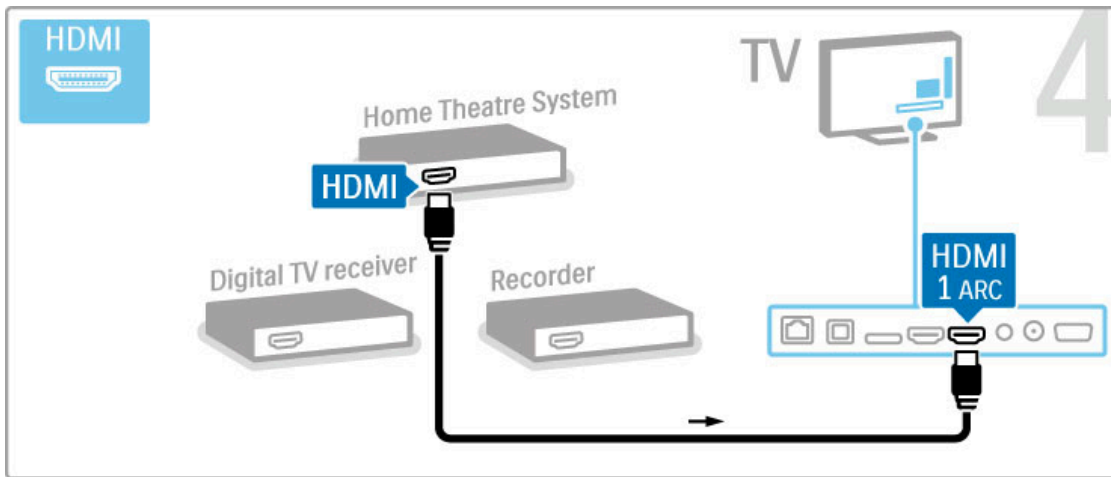 HDMI
TV
4
Home Theatre System
HDMI
Digital TV receiver
Recorder
HDMI
1 ARC